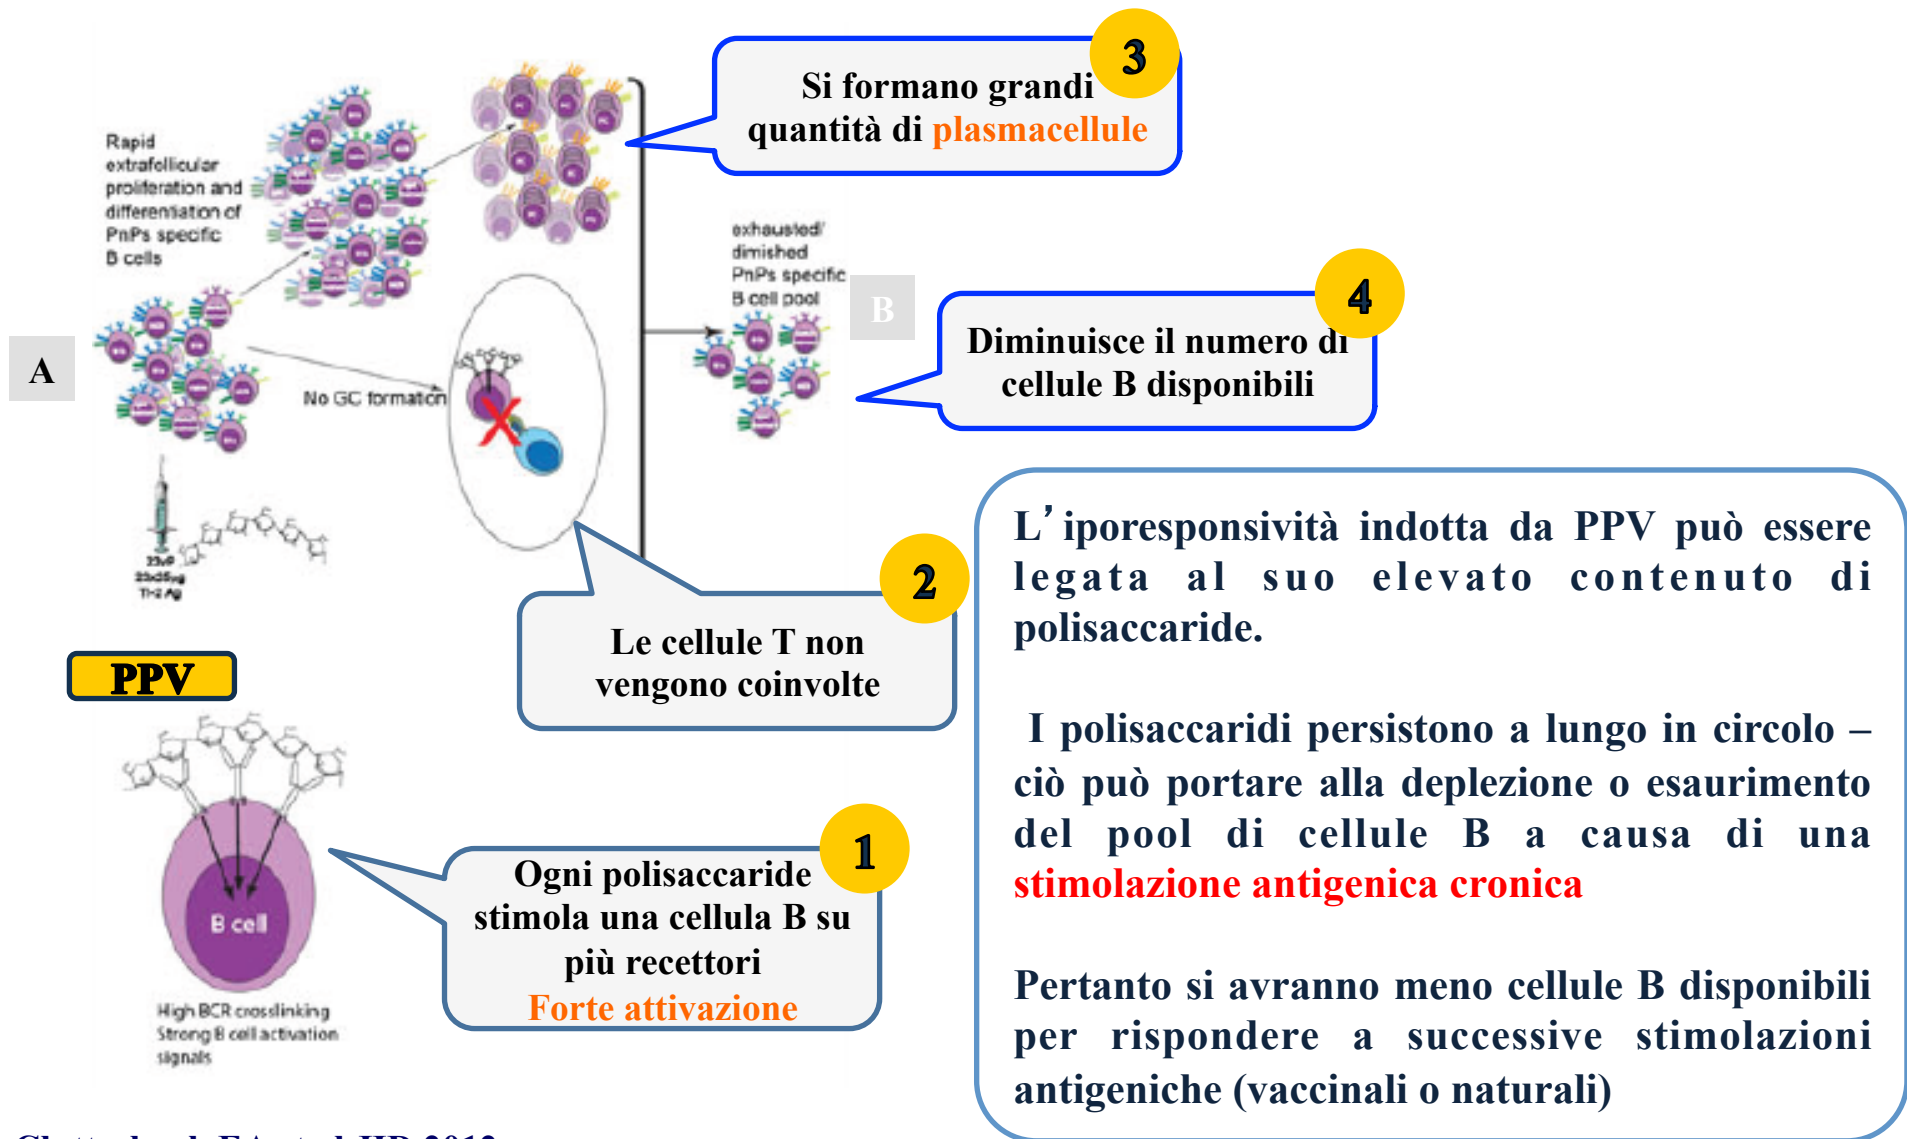 3
Si formano grandi
quantità di plasmacellule
Rapid
extrafollicular
proliferation and
differentiation of
PnPs specific
B cells
exhausted/
dimished
PnPs specific
B cell pool
B
4
Diminuisce il numero di
cellule B disponibili
A
No GC formation
23vP
23x25µg
TI-2 Ag
2
Le cellule T non
vengono coinvolte
PPV
1
Ogni polisaccaride
stimola una cellula B su
più recettori
Forte attivazione
B cell
High BCR crosslinking
Strong B cell activation
signals
L’iporesponsività indotta da PPV può essere
legata al suo elevato contenuto di
polisaccaride.
I polisaccaridi persistono a lungo in circolo –
ciò può portare alla deplezione o esaurimento
del pool di cellule B a causa di una
stimolazione antigenica cronica
Pertanto si avranno meno cellule B disponibili
per rispondere a successive stimolazioni
antigeniche (vaccinali o naturali)